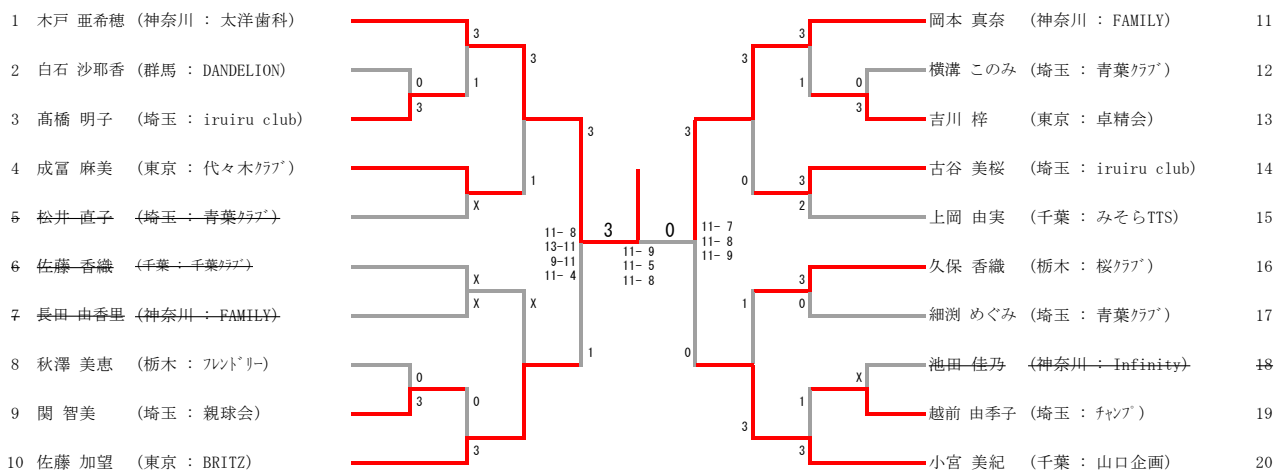 1 木戸 亜希穂 (神奈川 : 太洋歯科)
2 白石 沙耶香 (群馬 : DANDELION)
3 髙橋 明子 (埼玉 : iruiru club)
4 成冨 麻美 (東京 : 代々木ｸﾗﾌﾞ)
5 松井 直子 (埼玉 : 青葉ｸﾗﾌﾞ)
6 佐藤 香織 (千葉 : 千葉ｸﾗﾌﾞ)
7 長田 由香里 (神奈川 : FAMILY)
8 秋澤 美恵 (栃木 : ﾌﾚﾝﾄﾞﾘｰ)
9 関 智美 (埼玉 : 親球会)
10 佐藤 加望 (東京 : BRITZ)
3
0
1
3
3
X
1
3
X
X
X
0
3
0
3
1
11- 8
13-11
9-11
11- 4
3
0
11- 9
11- 5
11- 8
11- 7
11- 8
11- 9
3
0
3
1
3
3
0
3
2
3
0
1
X
1
3
3
0
岡本 真奈 (神奈川 : FAMILY) 11
横溝 このみ (埼玉 : 青葉ｸﾗﾌﾞ) 12
吉川 梓 (東京 : 卓精会) 13
古谷 美桜 (埼玉 : iruiru club) 14
上岡 由実 (千葉 : みそらTTS) 15
久保 香織 (栃木 : 桜ｸﾗﾌﾞ) 16
細渕 めぐみ (埼玉 : 青葉ｸﾗﾌﾞ) 17
池田 佳乃 (神奈川 : Infinity) 18
越前 由季子 (埼玉 : ﾁｬﾝﾌﾟ) 19
小宮 美紀 (千葉 : 山口企画) 20